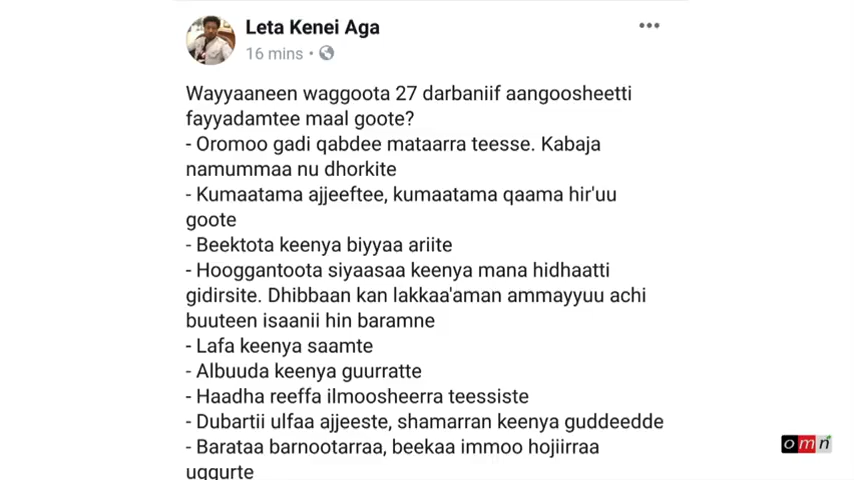 Leta Kenei Aga
16 mins •
Wayyaaneen waggoota 27 darbaniif aangoosheetti
fayyadamtee maal goote?
- Oromoo gadi qabdee mataarra teesse. Kabaja
namummaa nu dhorkite
- Kumaatama ajjeeftee, kumaatama qaama hir'uu
goote
- Beektota keenya biyyaa ariite
- Hooggantoota siyaasaa keenya mana hidhaatti
gidirsite. Dhibbaan kan lakkaa'aman ammayyuu achi
buuteen isaanii hin baramne
- Lafa keenya saamte
- Albuuda keenya guurratte
- Haadha reeffa ilmoosheerra teessiste
- Dubartii ulfaa ajjeeste, shamarran keenya guddeedde
- Barataa barnootarraa, beekaa immoo hojiirraa
uggurte
omn